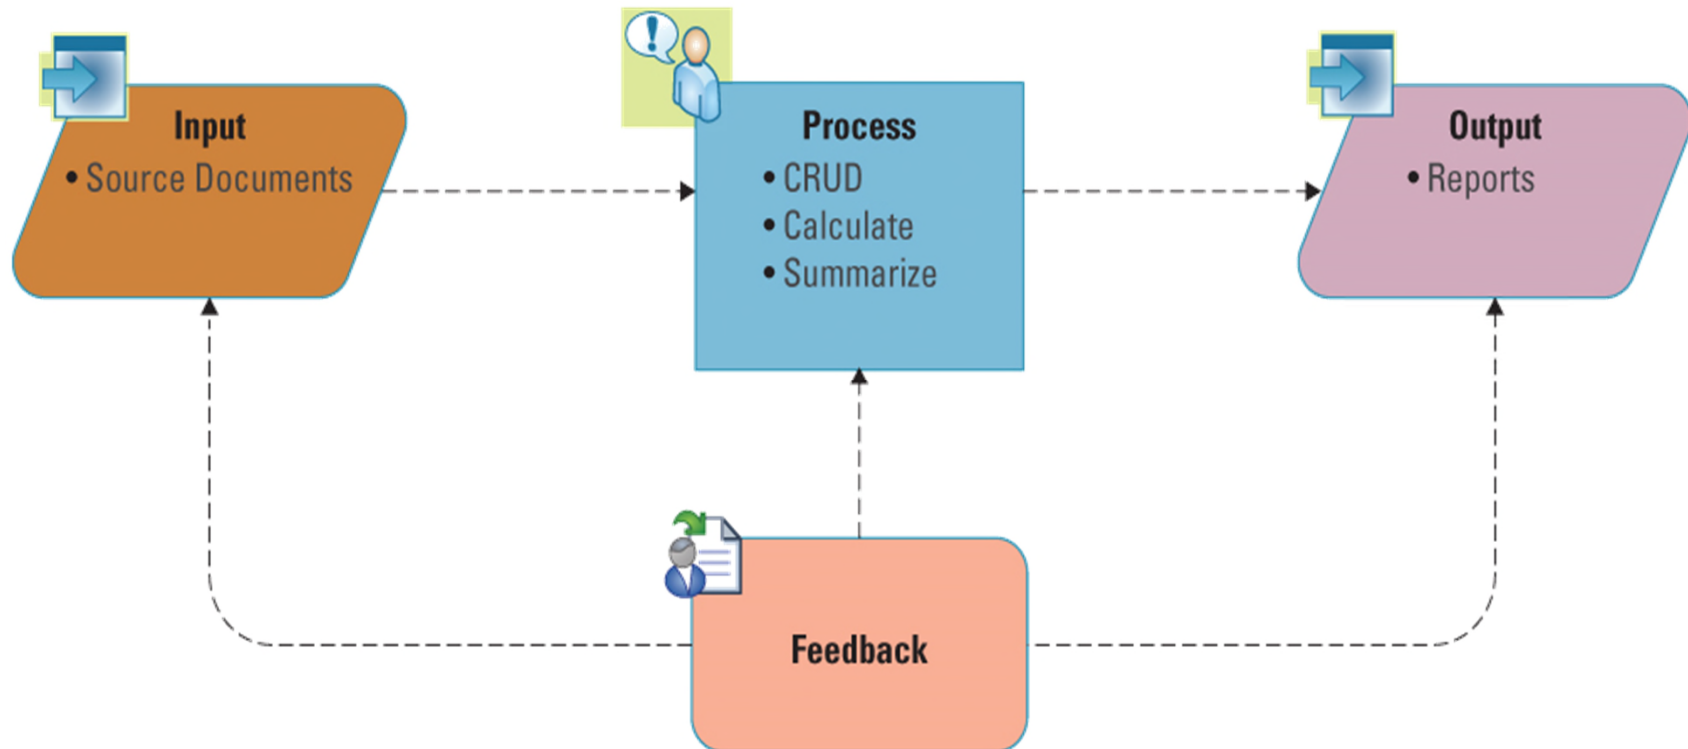 Input
• Source Documents
Process
• CRUD
• Calculate
• Summarize
Output
• Reports
Feedback